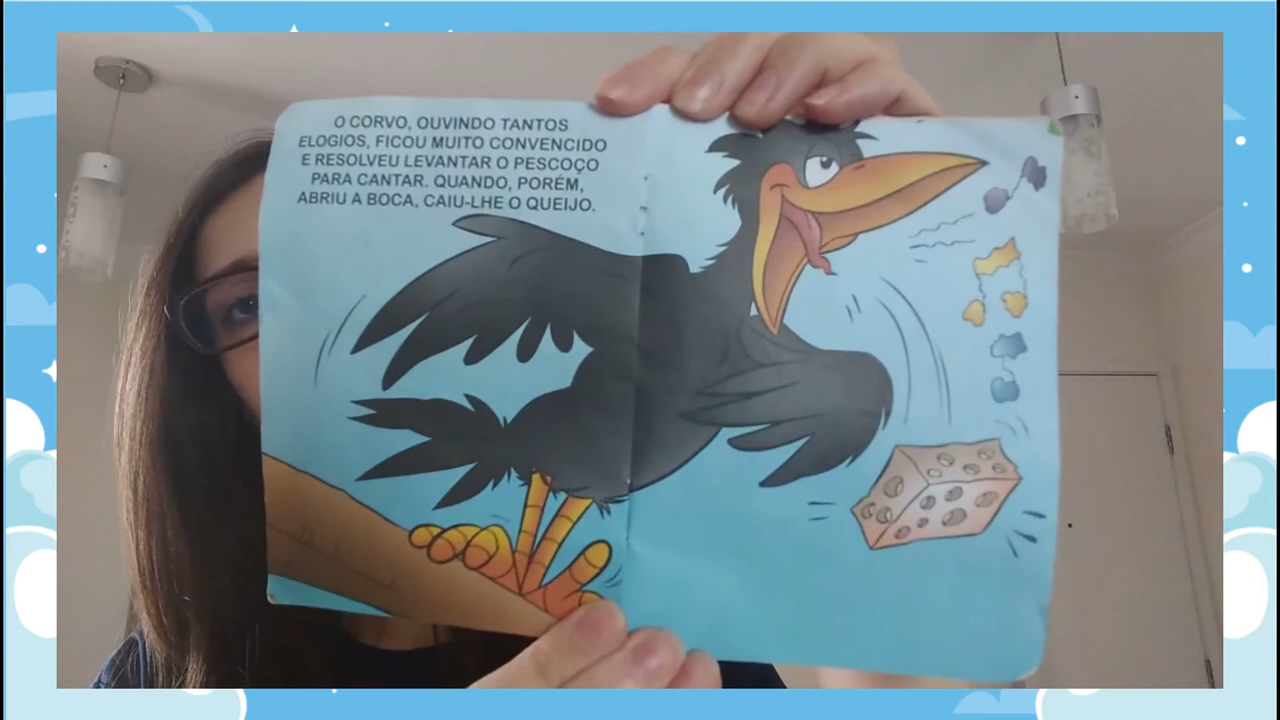 O CORVO, OUVINDO TANTOS
ELOGIOS, FICOU MUITO CONVENCIDO
E RESOLVEU LEVANTAR O PESCOÇO
PARA CANTAR. QUANDO, PORÉM,
ABRIU A BOCA, CAIU-LHE O QUEIJO.